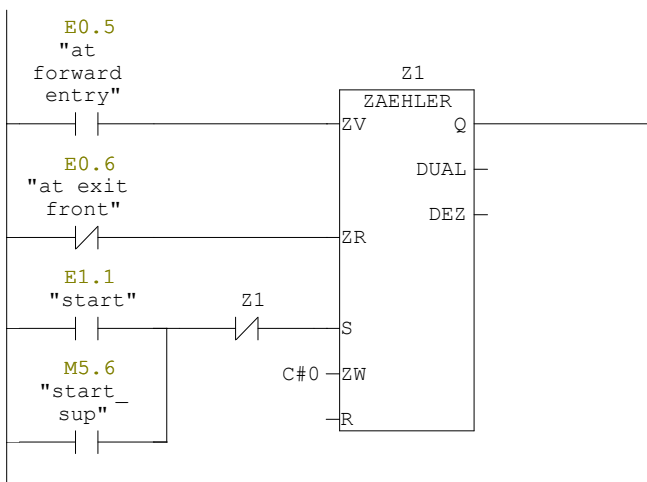 E0.5
"at
forward
entry"
Z1
ZAEHLER
ZV
Q
E0.6
"at exit
front"
DUAL
DEZ
ZR
E1.1
"start"
Z1
S
M5.6
"start_
sup"
C#0
ZW
R